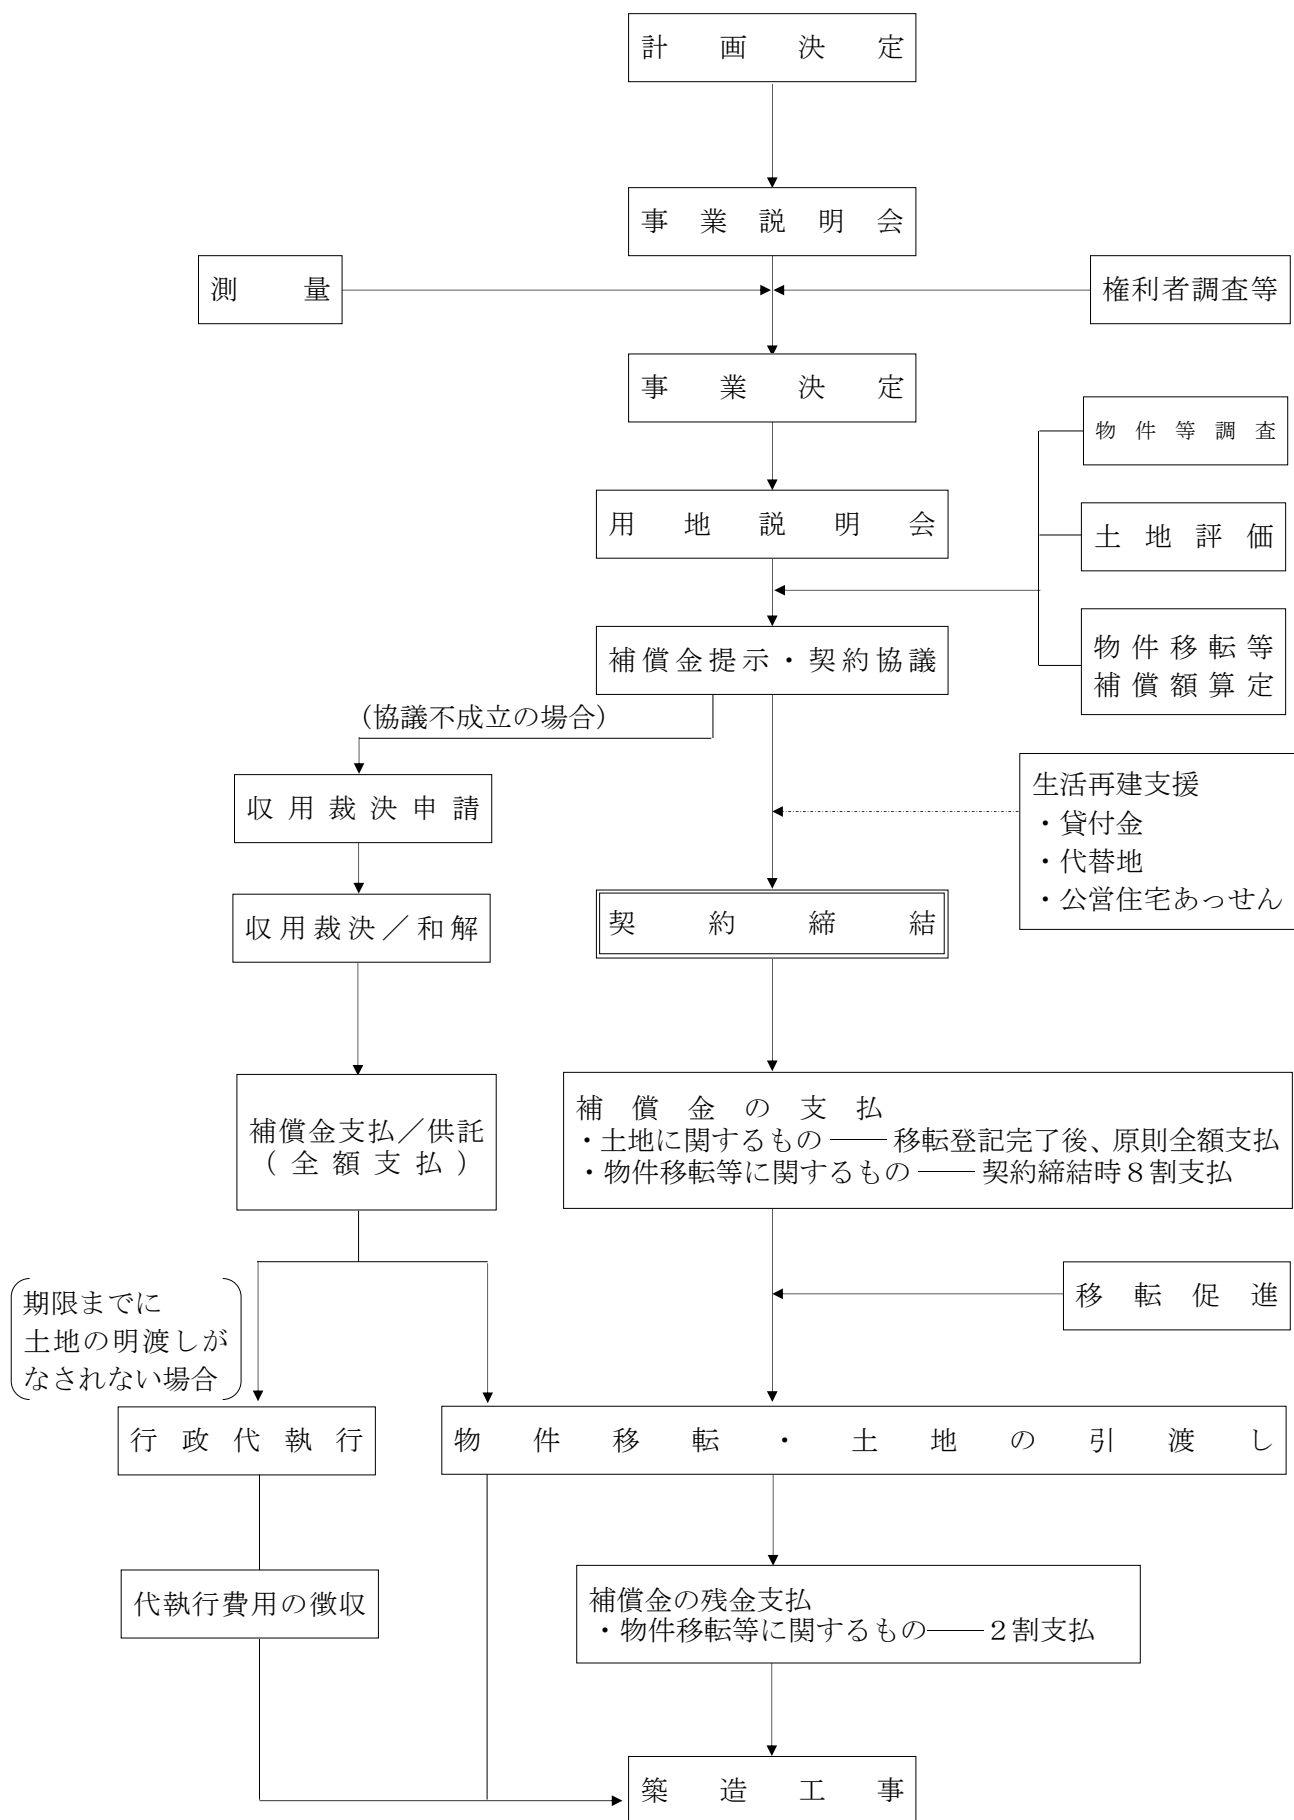 計画決定
事業説明会
測量
権利者調査等
事業決定
物件等調査
用地説明会
土地評価
物件移転等
補償額算定
補償金提示・契約協議
（協議不成立の場合）
収用裁決申請
生活再建支援
・貸付金
・代替地
・公営住宅あっせん
収用裁決／和解
契約締結
補償金支払／供託
（全額支払）
補償金の支払
・土地に関するもの ―― 移転登記完了後、原則全額支払
・物件移転等に関するもの ―― 契約締結時８割支払
期限までに
土地の明渡しが
なされない場合
移転促進
行政代執行
物件移転・土地の引渡し
代執行費用の徴収
補償金の残金支払
・物件移転等に関するもの――２割支払
築造工事